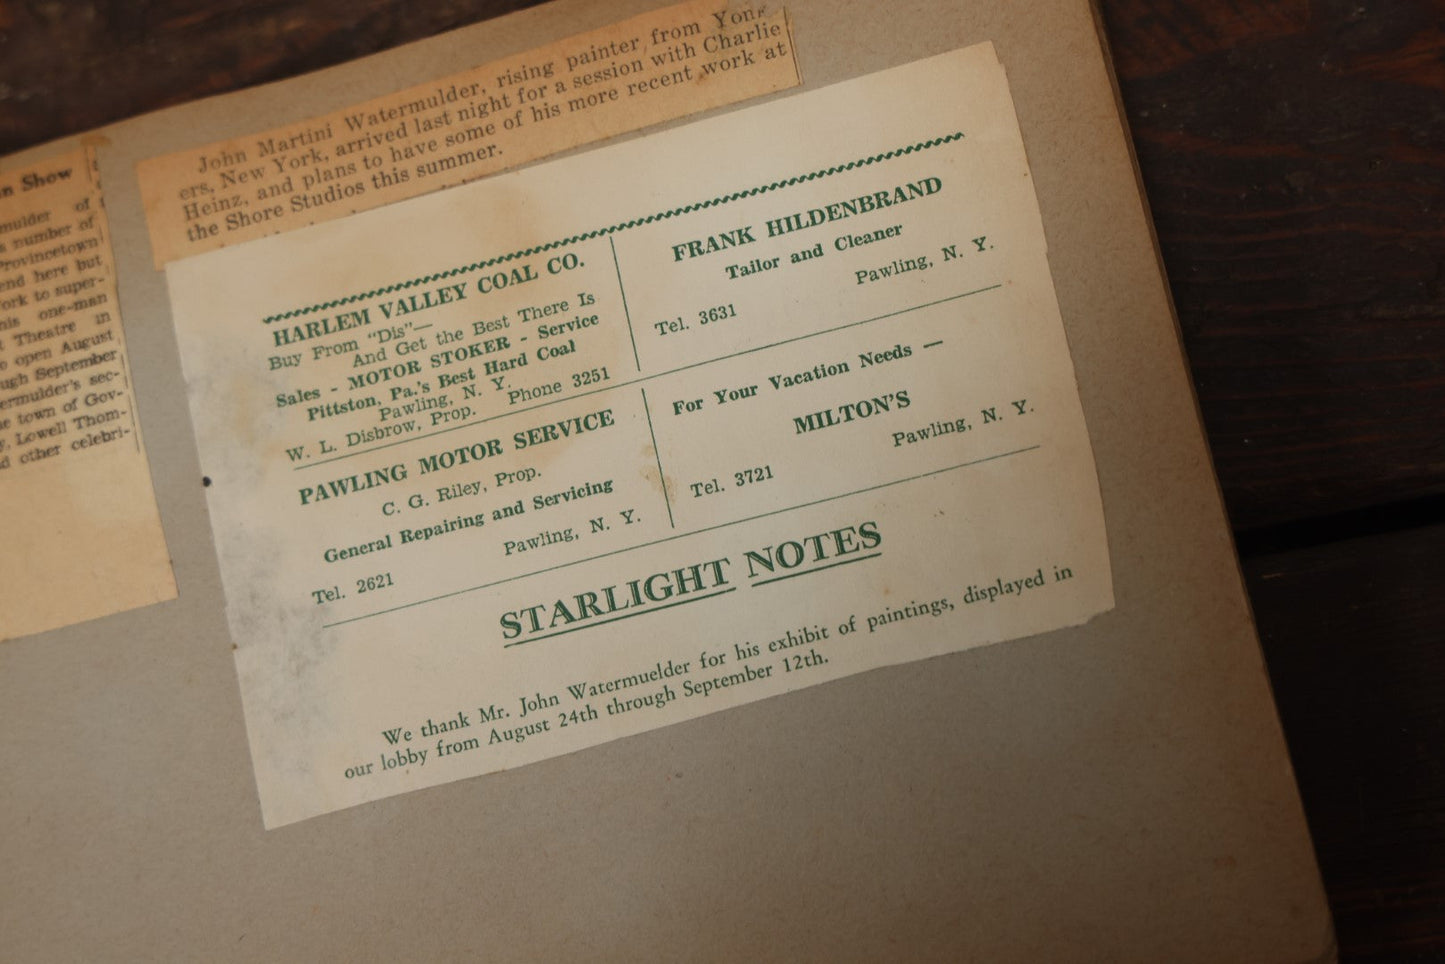 n Show
mulder of
s number of
Provincetown
end here but
ork to super-
his one-man
t Theatre in
o open August
ugh September
ermulder's sec-
e town of Gov-
y, Lowell Thom-
d other celebri-
John Martini Watermulder, rising painter from Yonk
ers, New York, arrived last night for a session with Charlie
Heinz, and plans to have some of his more recent work at
the Shore Studios this summer.
HARLEM VALLEY COAL CO.
Buy From "Dis"—
And Get the Best There Is
Sales - MOTOR STOKER - Service
Pittston, Pa.'s Best Hard Coal
Pawling, N. Y.
W. L. Disbrow, Prop. Phone 3251
FRANK HILDENBRAND
Tailor and Cleaner
Pawling, N. Y.
Tel. 3631
PAWLING MOTOR SERVICE
C. G. Riley, Prop.
General Repairing and Servicing
Pawling, N. Y.
Tel. 2621
For Your Vacation Needs —
MILTON'S
Pawling, N. Y.
Tel. 3721
STARLIGHT NOTES
We thank Mr. John Watermuelder for his exhibit of paintings, displayed in
our lobby from August 24th through September 12th.